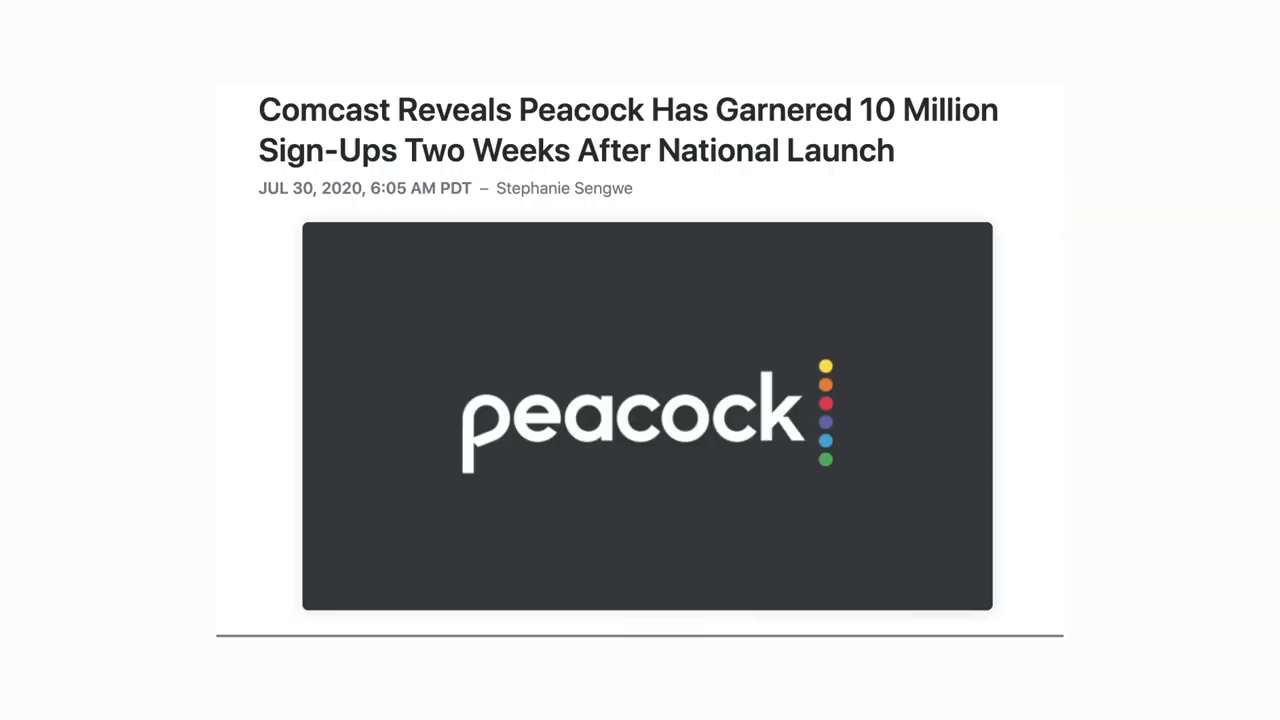 Comcast Reveals Peacock Has Garnered 10 Million
Sign-Ups Two Weeks After National Launch
JUL 30, 2020, 6:05 AM PDT – Stephanie Sengwe
peacock